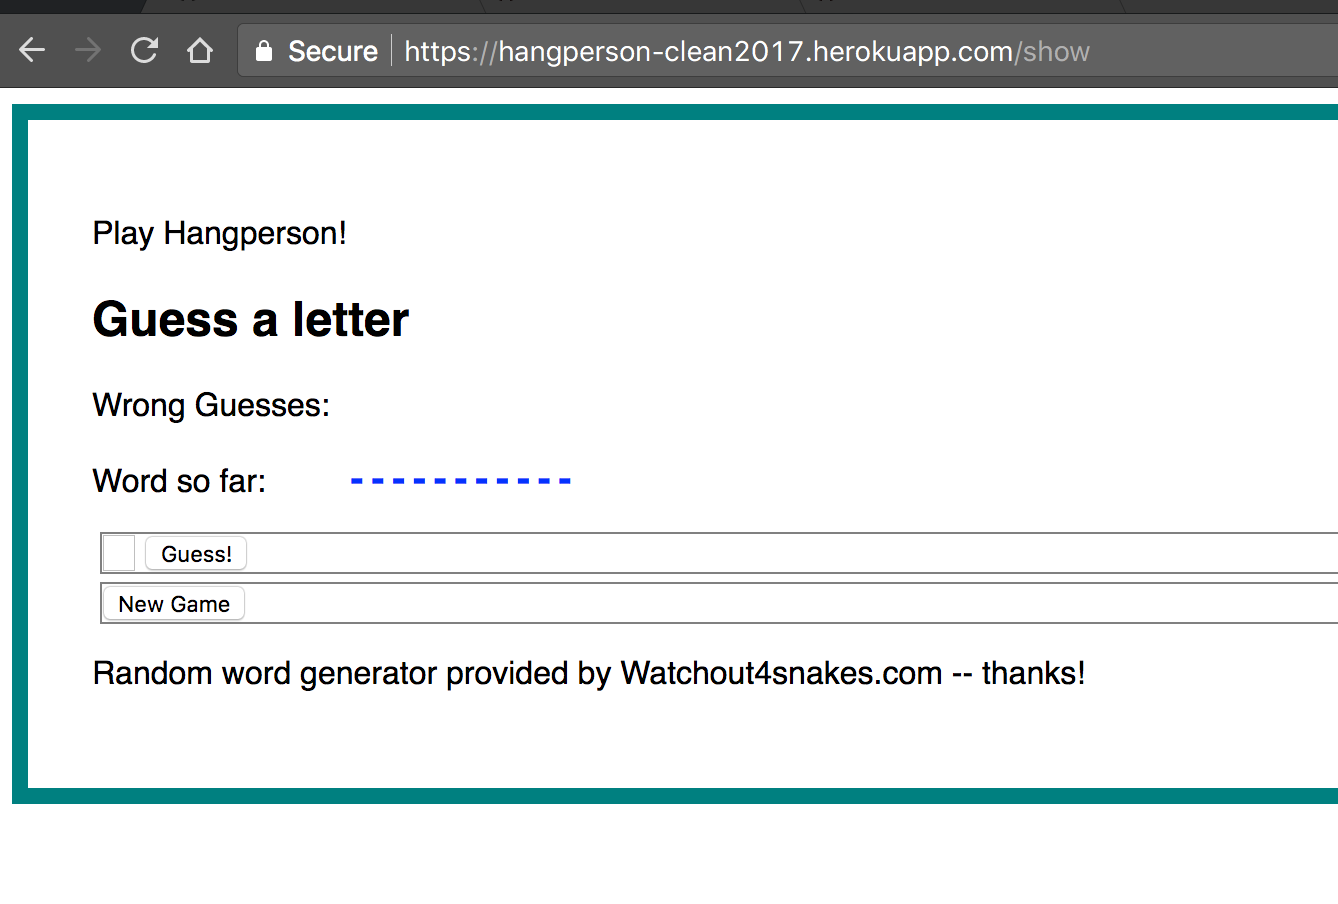 Secure https://hangperson-clean2017.herokuapp.com/show
Play Hangperson!
Guess a letter
Wrong Guesses:
Word so far: -----------
Guess!
New Game
Random word generator provided by Watchout4snakes.com -- thanks!